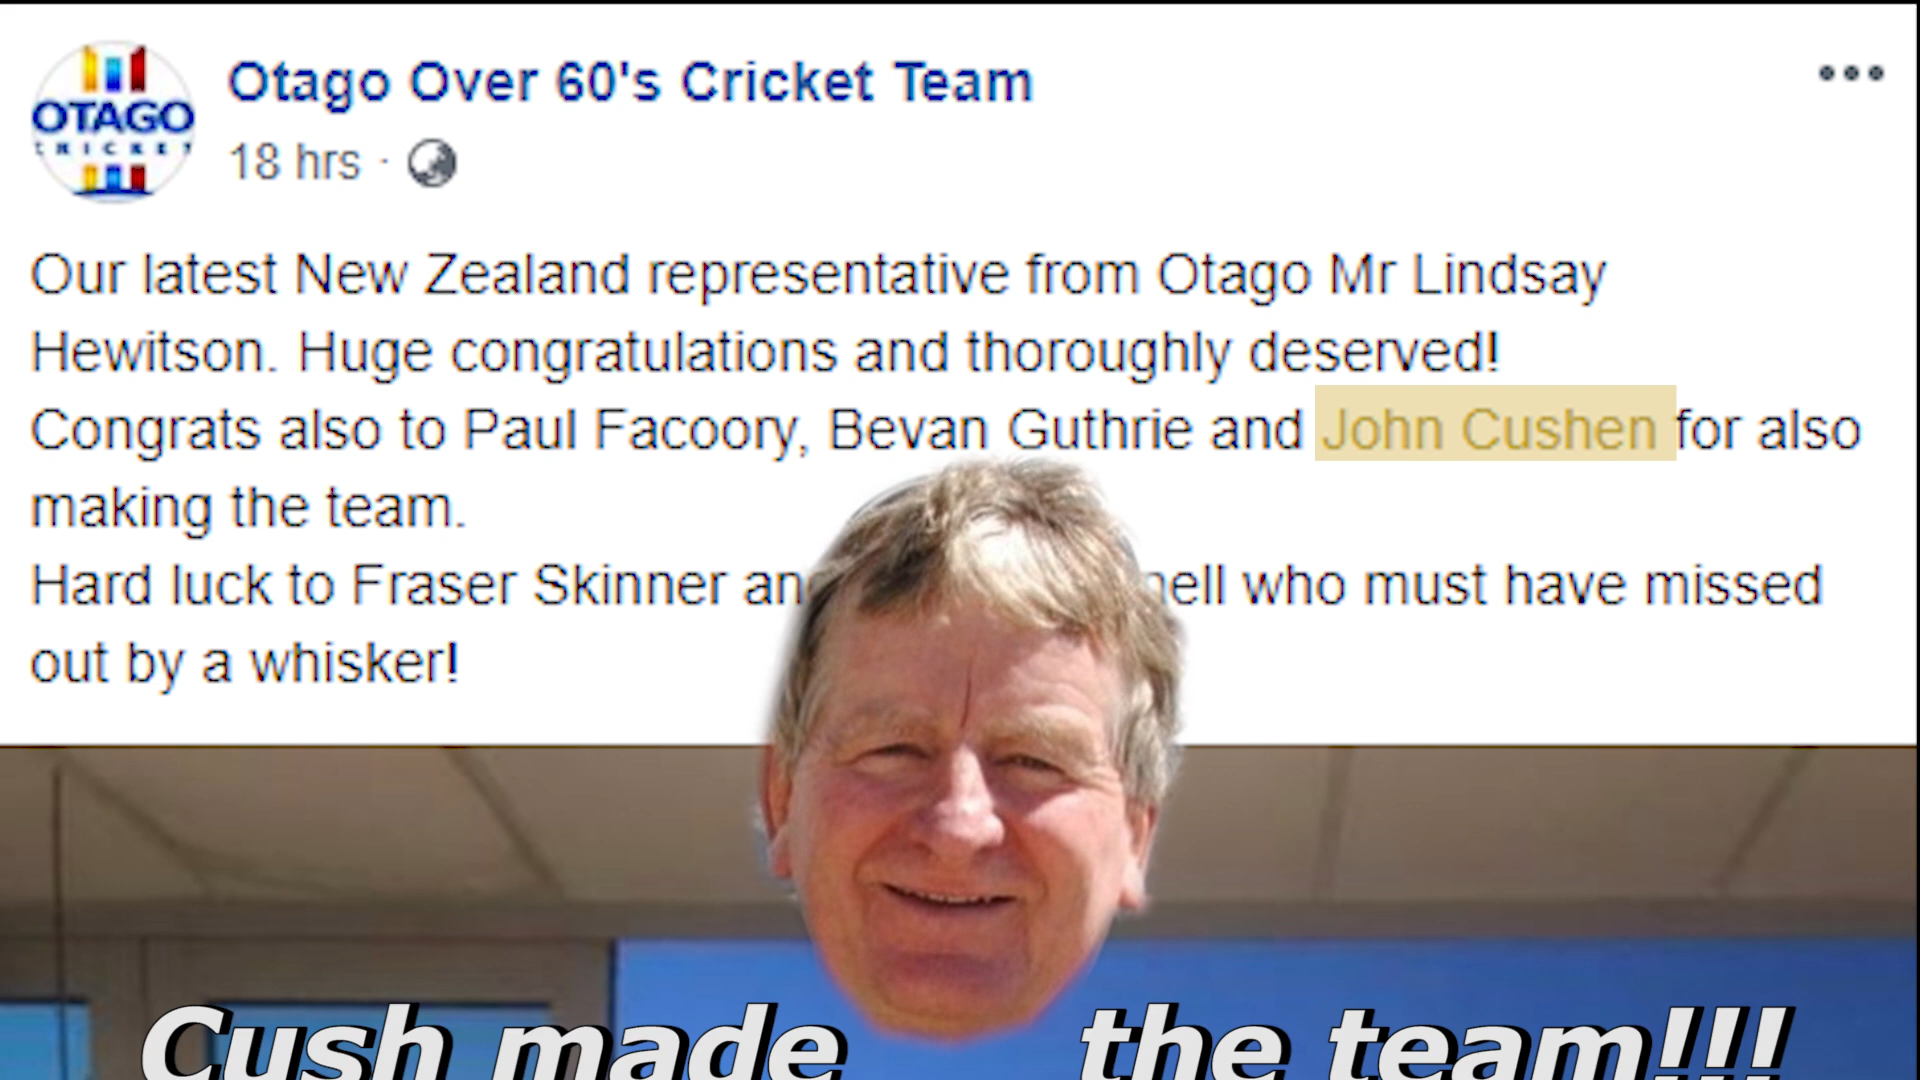 OTAGO
CRICKET
Otago Over 60's Cricket Team
18 hrs ·
Our latest New Zealand representative from Otago Mr Lindsay
Hewitson. Huge congratulations and thoroughly deserved!
Congrats also to Paul Facoory, Bevan Guthrie and John Cushen for also
making the team.
Hard luck to Fraser Skinner who must have missed
out by a whisker!
Cush made the team!!!